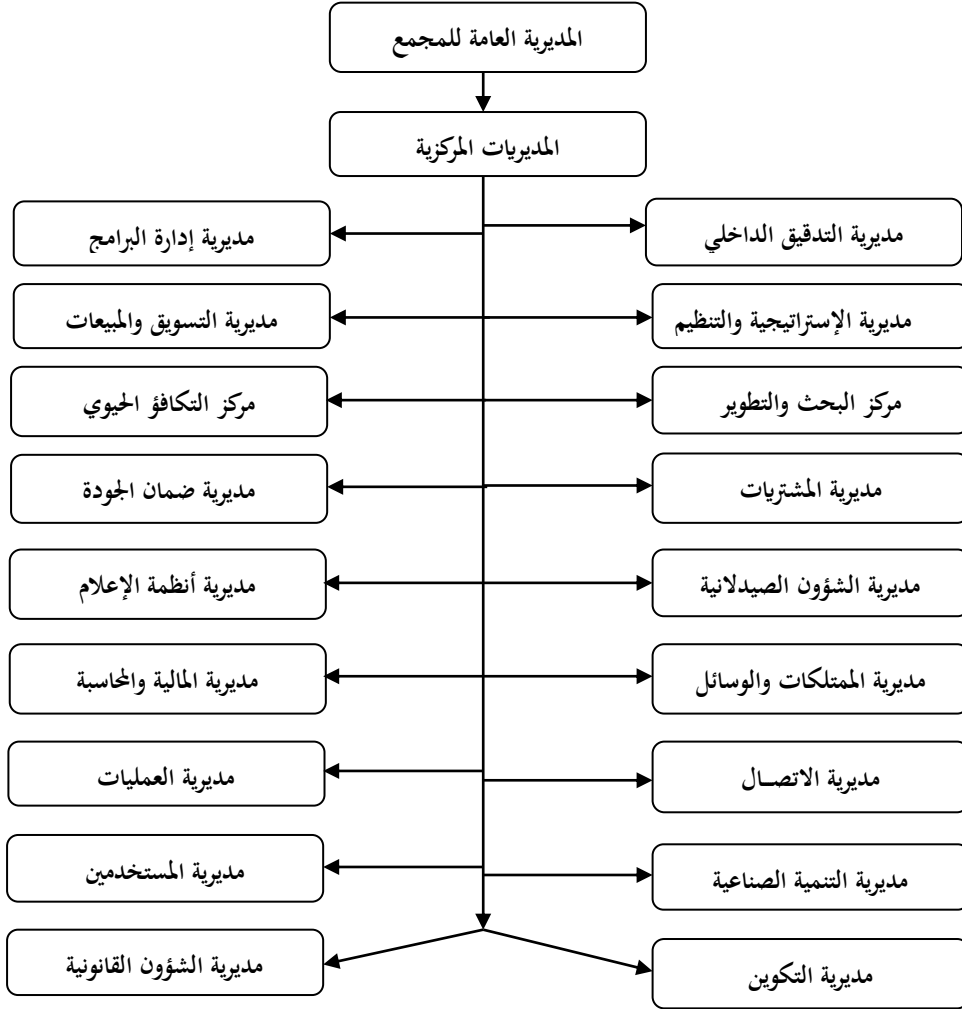 المديرية العامة للمجمع
المديريات المركزية
مديرية التدقيق الداخلي
مديرية إدارة البرامج
مديرية الإستراتيجية والتنظيم
مديرية التسويق والمبيعات
مركز البحث والتطوير
مركز التكافؤ الحيوي
مديرية المشتريات
مديرية ضمان الجودة
مديرية الشؤون الصيدلانية
مديرية أنظمة الإعلام
مديرية الممتلكات والوسائل
مديرية المالية والمحاسبة
مديرية الاتصـال
مديرية العمليات
مديرية التنمية الصناعية
مديرية المستخدمين
مديرية التكوين
مديرية الشؤون القانونية